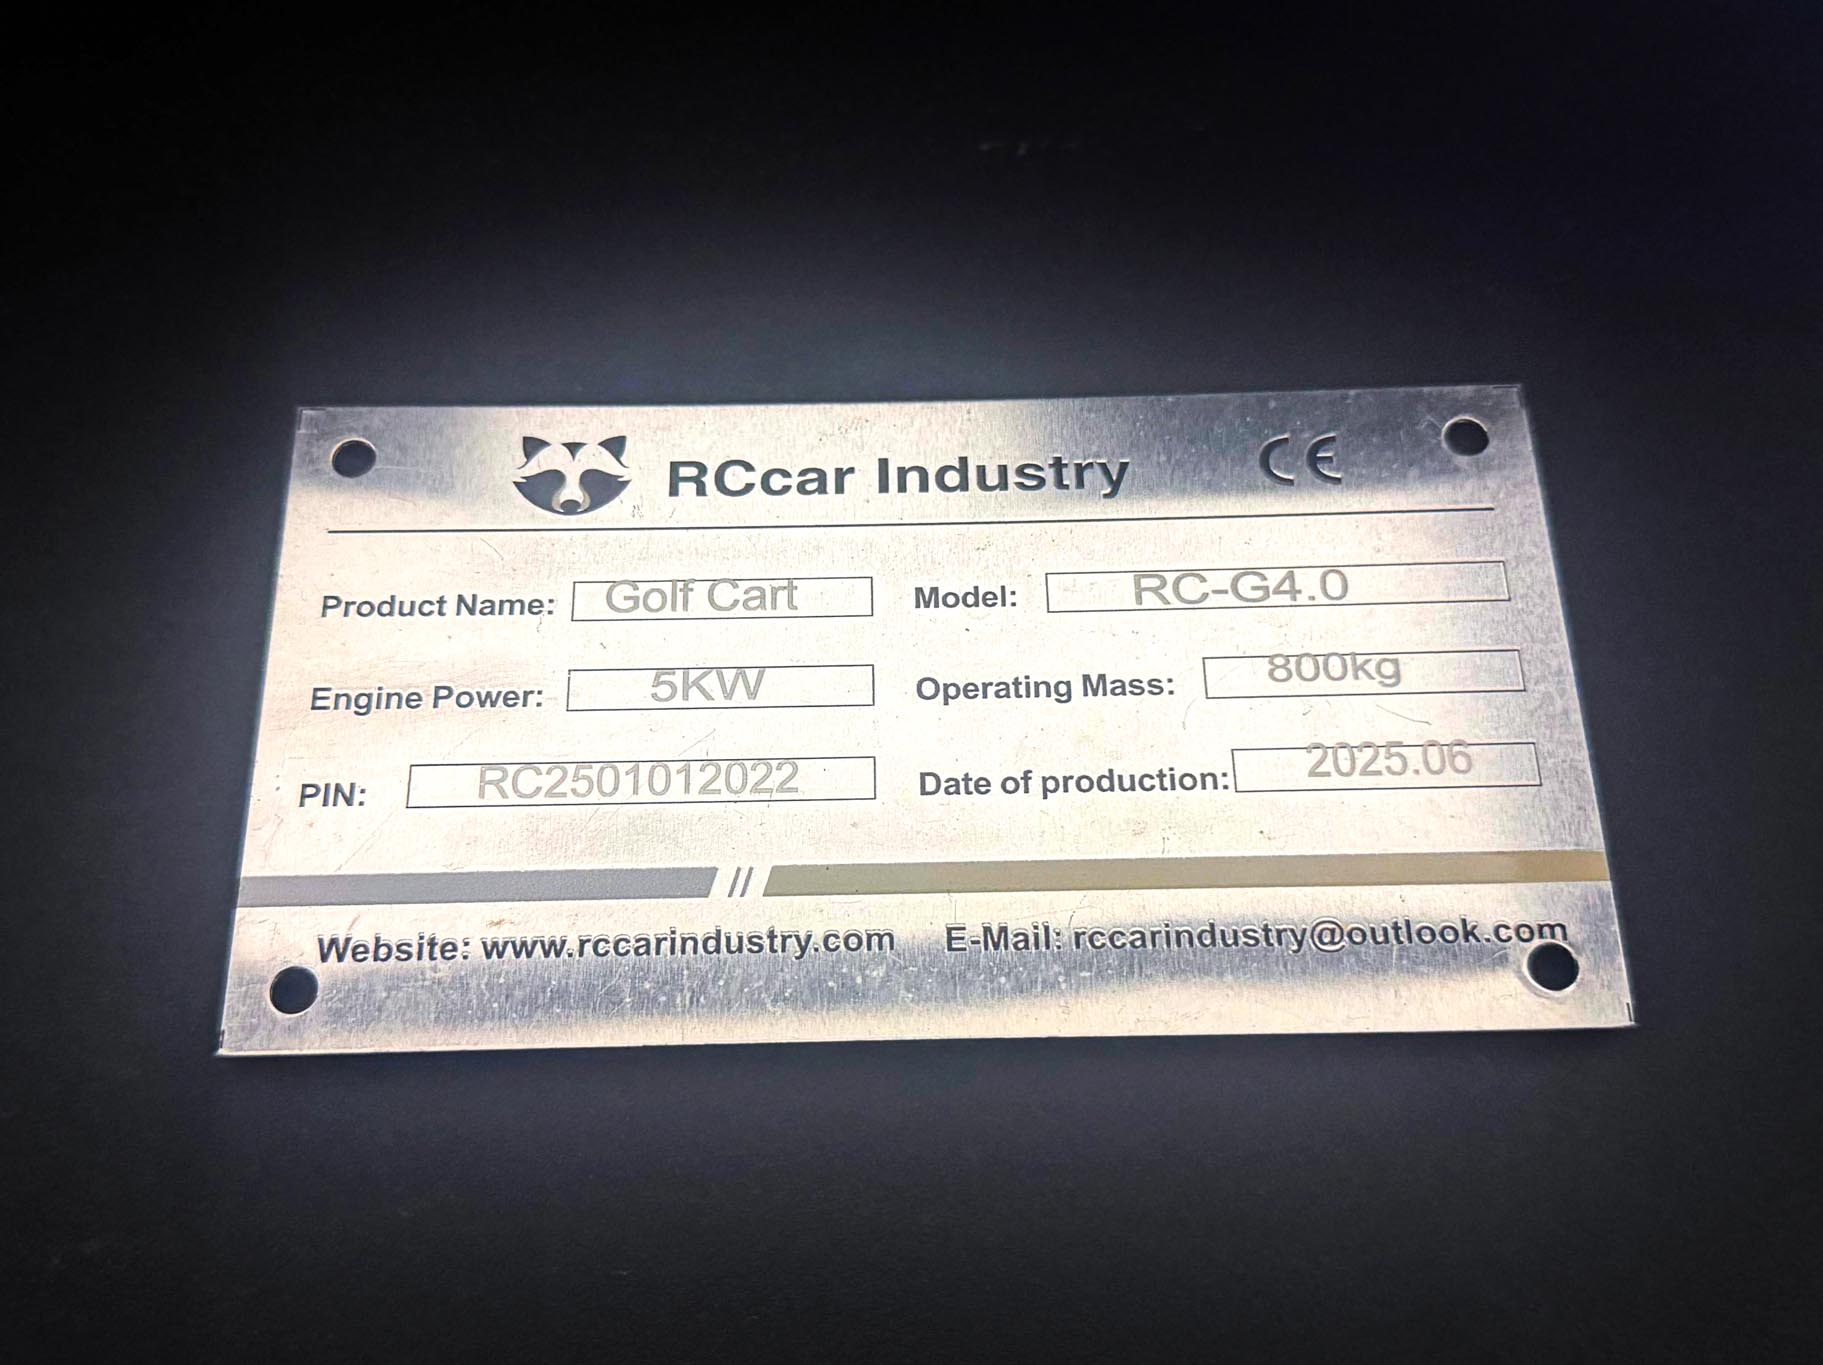 RCcar Industry CE
Product Name: Golf Cart Model: RC-G4.0
Engine Power: 5KW Operating Mass: 800kg
PIN: RC2501012022 Date of production: 2025.06
Website: www.rccarindustry.com E-Mail: rccarindustry@outlook.com